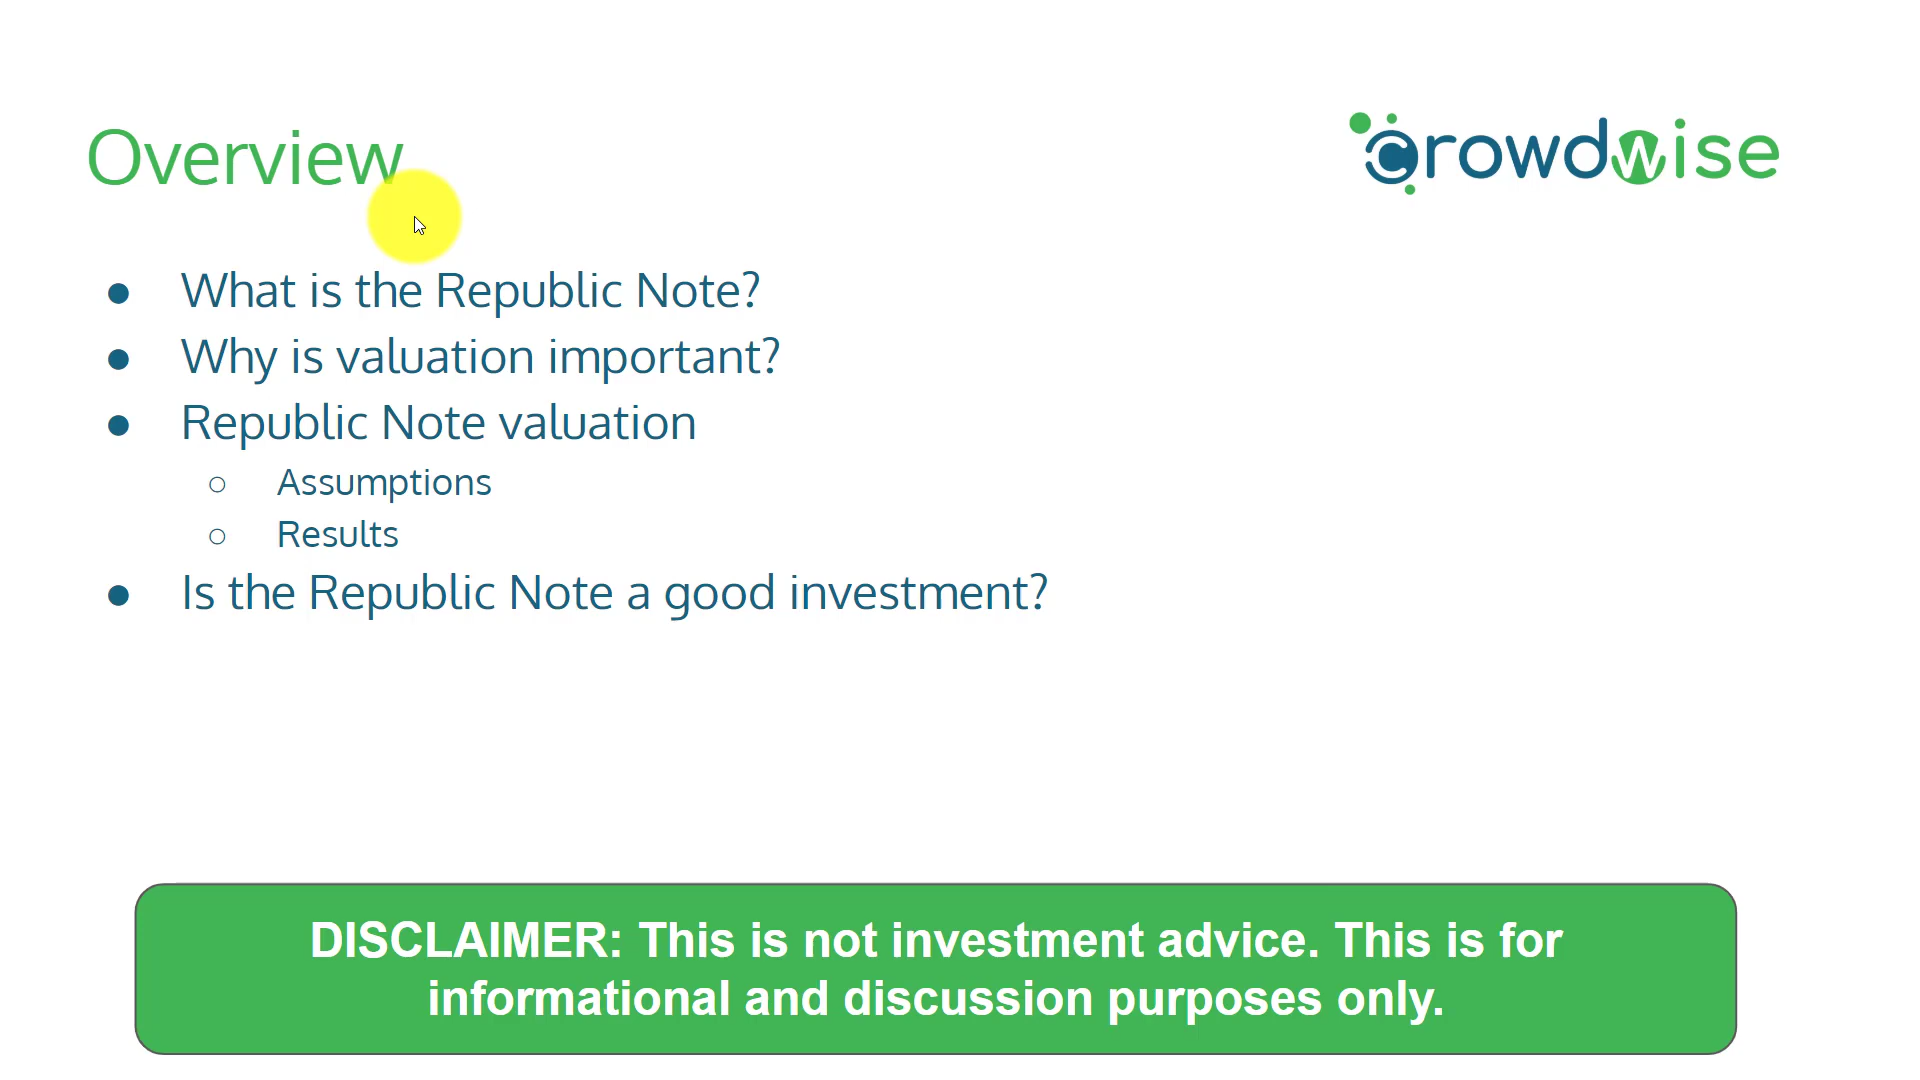 Overview
crowdwise
● What is the Republic Note?
● Why is valuation important?
● Republic Note valuation
○ Assumptions
○ Results
● Is the Republic Note a good investment?
DISCLAIMER: This is not investment advice. This is for
informational and discussion purposes only.